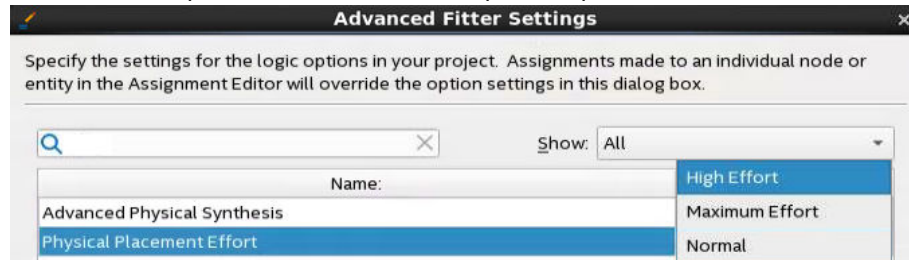 Advanced Fitter Settings
Specify the settings for the logic options in your project. Assignments made to an individual node or
entity in the Assignment Editor will override the option settings in this dialog box.
Show: All
Name:
High Effort
Advanced Physical Synthesis
Maximum Effort
Physical Placement Effort
Normal